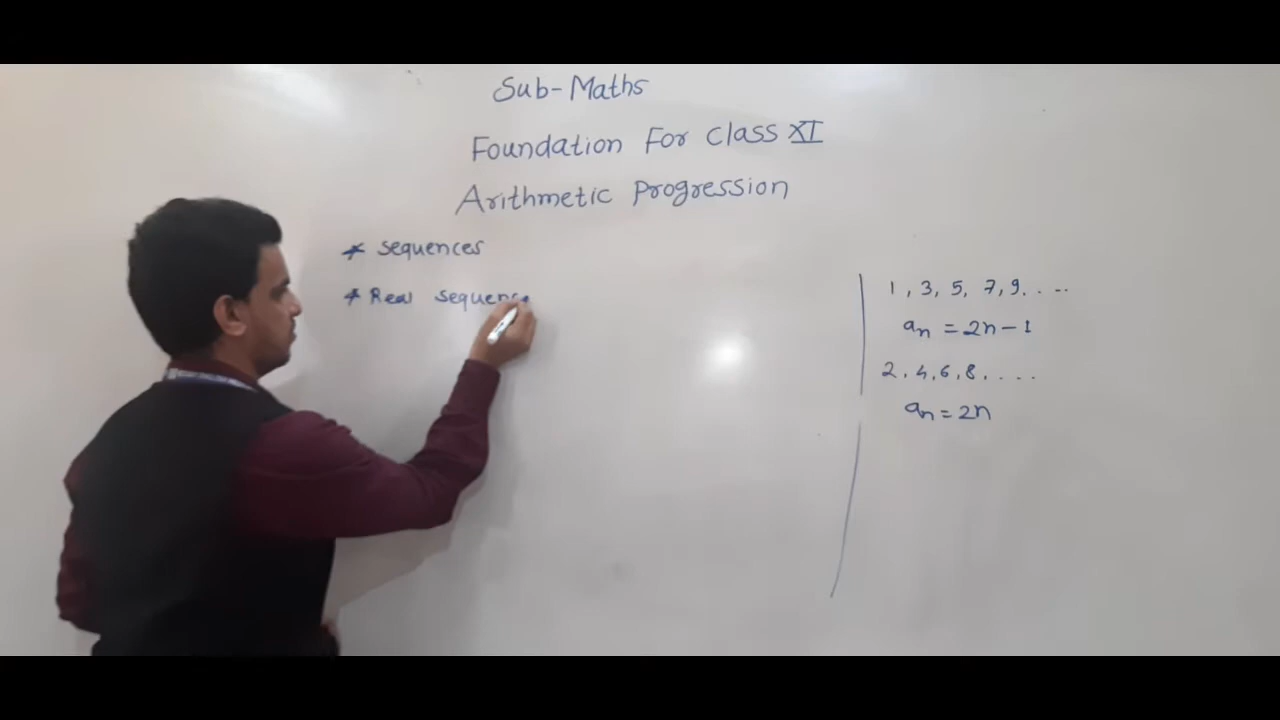 Sub-Maths
Foundation For Class XI
Arithmetic Progression
* Sequences
* Real sequence
1, 3, 5, 7, 9, . . ...
an = 2n - 1
2, 4, 6, 8, . . . .
an = 2n